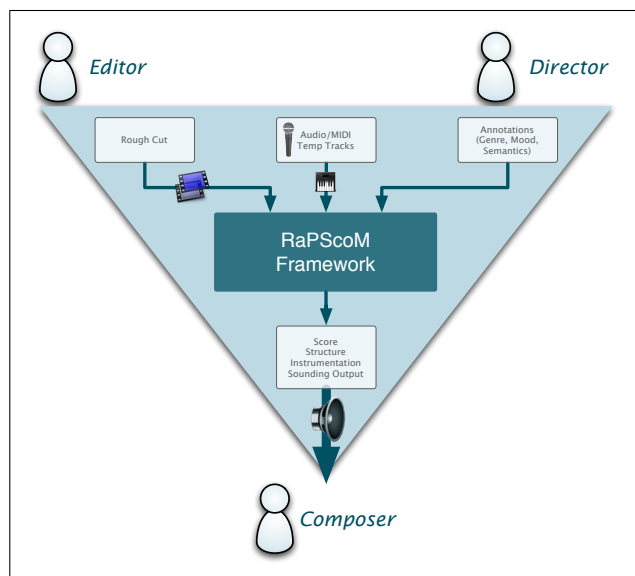 Editor
Director
Rough Cut
Audio/MIDI
Temp Tracks
Annotations
(Genre, Mood,
Semantics)
RaPScoM
Framework
Score
Structure
Instrumentation
Sounding Output
Composer